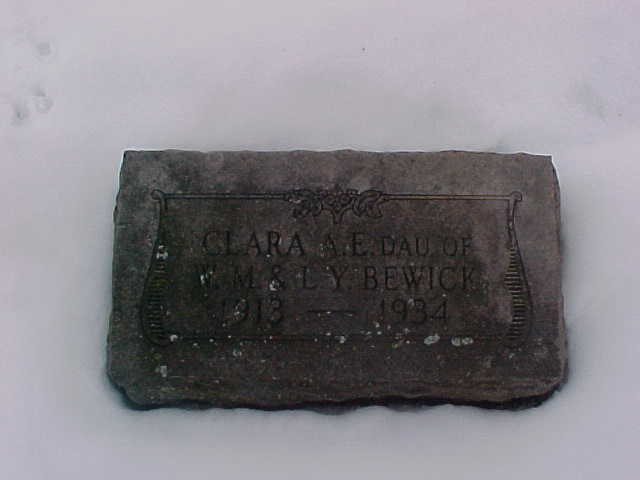 CLARA A.E. DAU OF
W. M. & L. Y. BEWICK
1913 — 1934